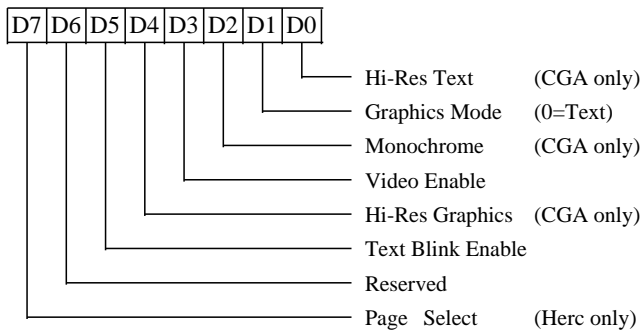 D7 D6 D5 D4 D3 D2 D1 D0
Hi-Res Text (CGA only)
Graphics Mode (0=Text)
Monochrome (CGA only)
Video Enable
Hi-Res Graphics (CGA only)
Text Blink Enable
Reserved
Page Select (Herc only)